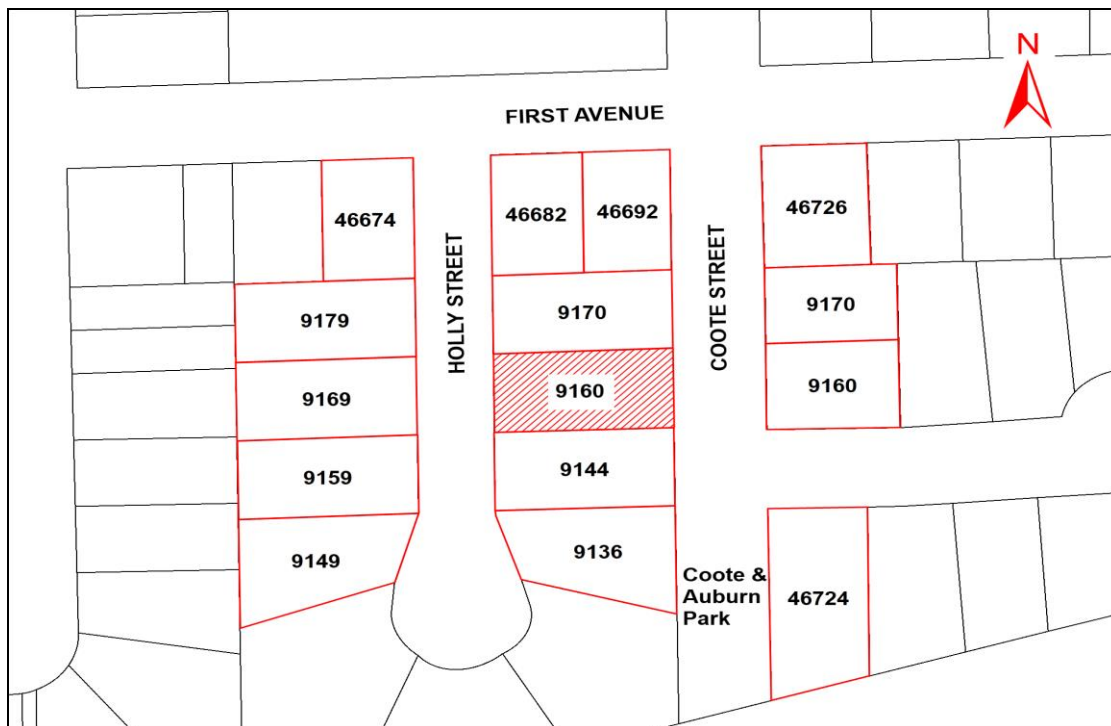 N
FIRST AVENUE
46674
46682
46692
46726
HOLLY STREET
COOTE STREET
9179
9170
9170
9169
9160
9160
9159
9144
9149
9136
Coote &
Auburn
Park
46724